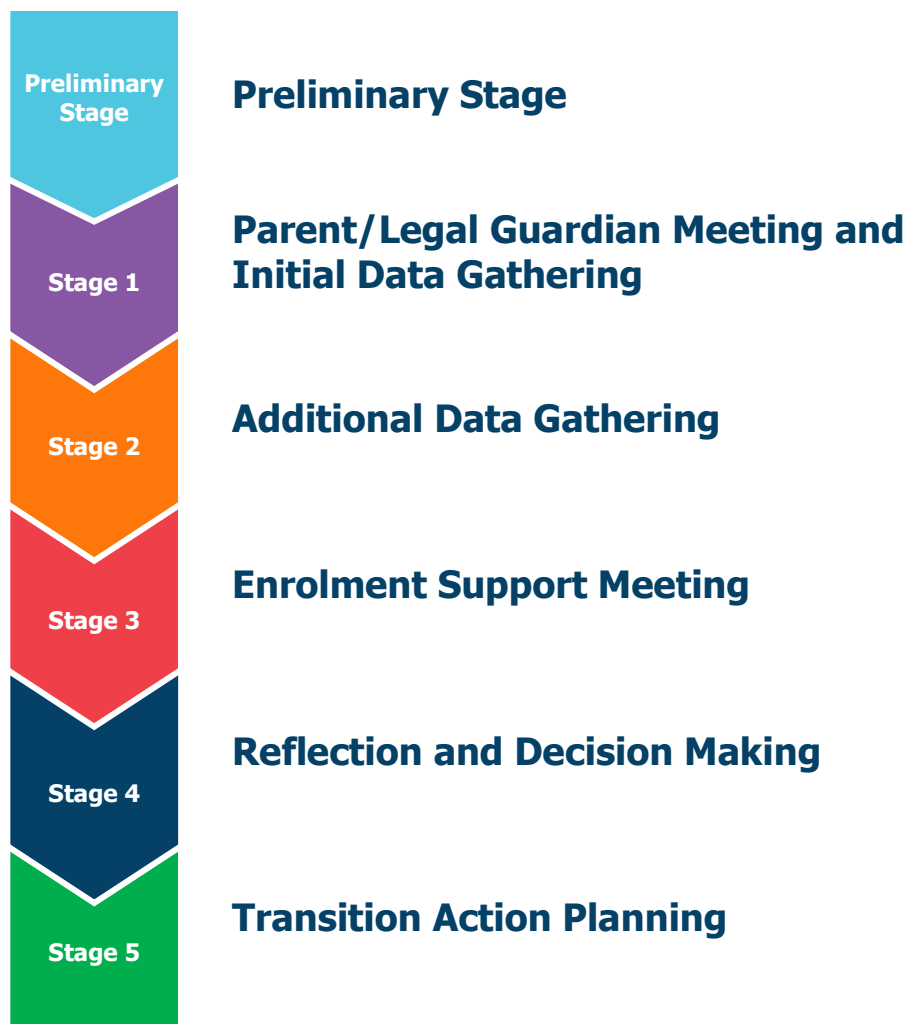 Preliminary
Stage
Preliminary Stage
Stage 1
Parent/Legal Guardian Meeting and
Initial Data Gathering
Stage 2
Additional Data Gathering
Stage 3
Enrolment Support Meeting
Stage 4
Reflection and Decision Making
Stage 5
Transition Action Planning